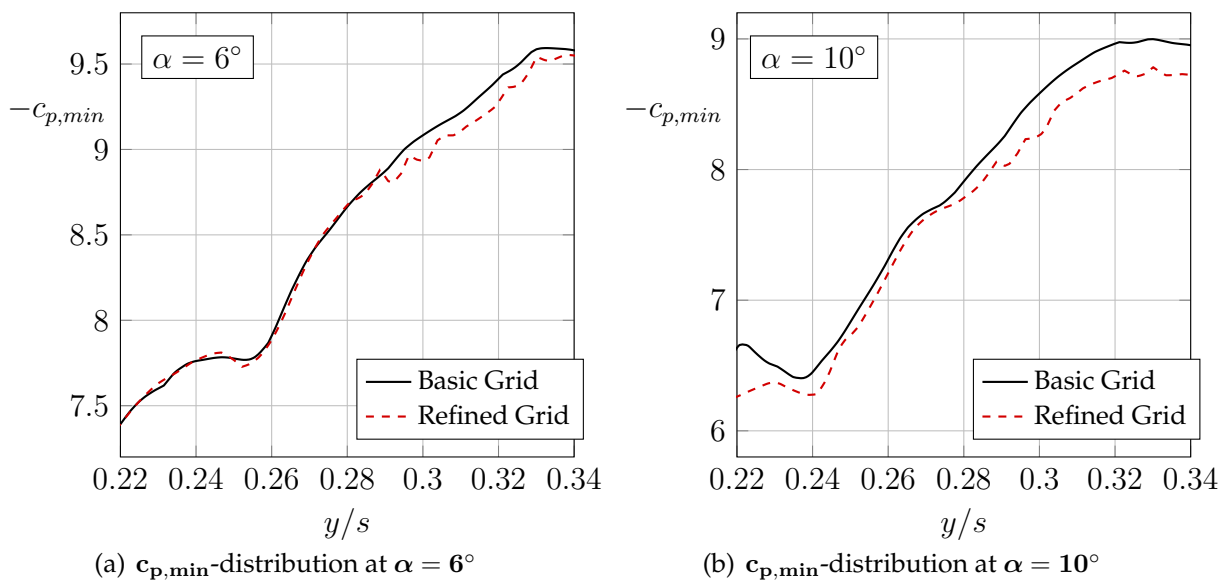 α = 6°
9.5
−c_{p,min}
9
8.5
8
7.5
Basic Grid
Refined Grid
0.22 0.24 0.26 0.28 0.3 0.32 0.34
y/s
(a) c_{p,min}-distribution at α = 6°
α = 10°
9
−c_{p,min}
8
7
6
Basic Grid
Refined Grid
0.22 0.24 0.26 0.28 0.3 0.32 0.34
y/s
(b) c_{p,min}-distribution at α = 10°